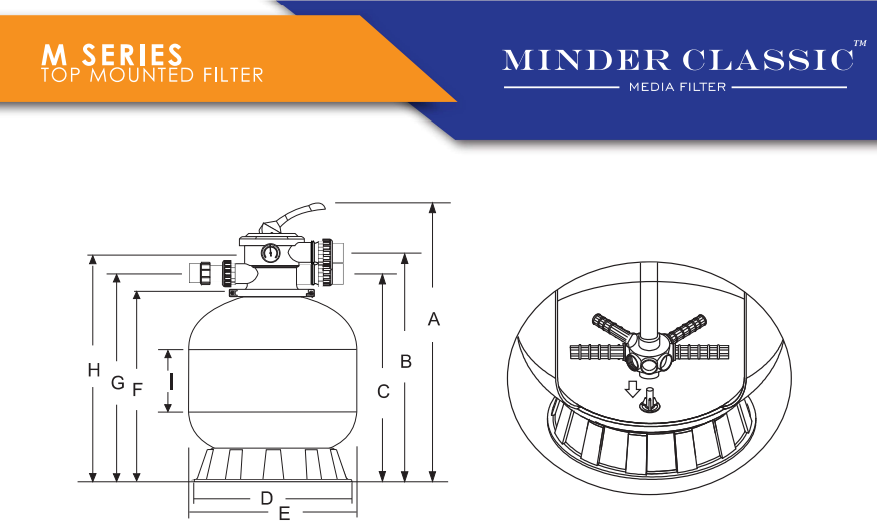 M SERIES
TOP MOUNTED FILTER
MINDER CLASSIC™
MEDIA FILTER
A
B
C
D
E
F
G
H
I